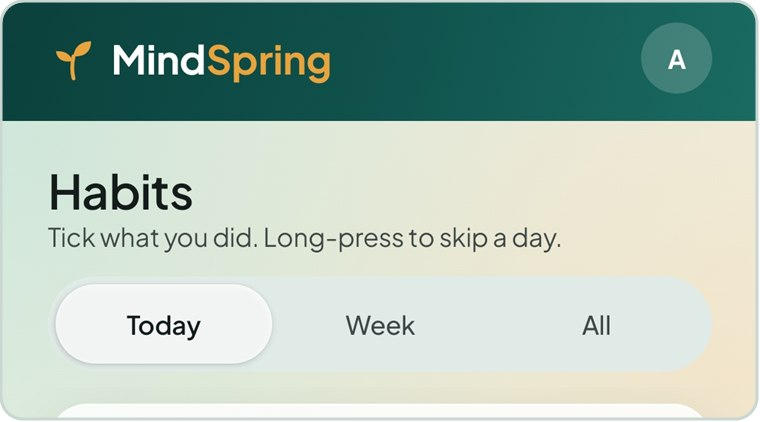 MindSpring
A
Habits
Tick what you did. Long-press to skip a day.
Today
Week
All